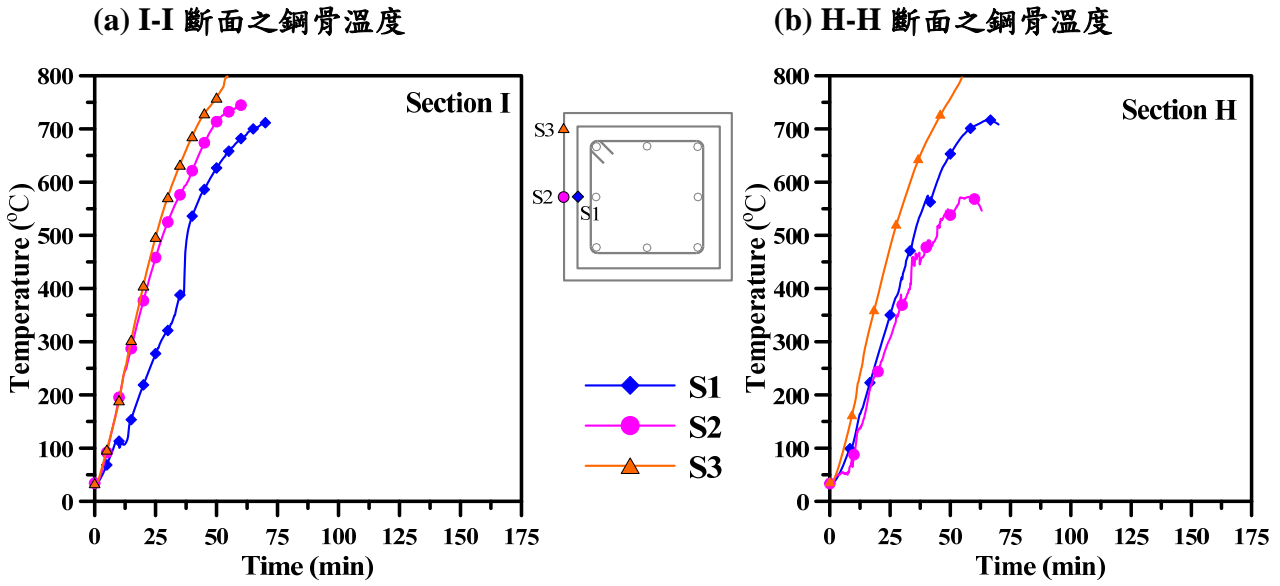 (a) I-I 斷面之鋼骨溫度
(b) H-H 斷面之鋼骨溫度
800
700
600
500
400
300
200
100
0
Temperature (°C)
Section I
0 25 50 75 100 125 150 175
Time (min)
S3
S2
S1
S1
S2
S3
800
700
600
500
400
300
200
100
0
Temperature (°C)
Section H
0 25 50 75 100 125 150 175
Time (min)